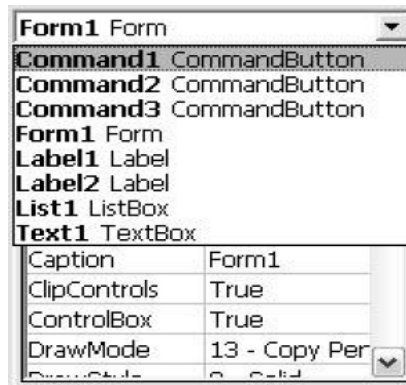 Form1 Form
Command1 CommandButton
Command2 CommandButton
Command3 CommandButton
Form1 Form
Label1 Label
Label2 Label
List1 ListBox
Text1 TextBox
Caption Form1
ClipControls True
ControlBox True
DrawMode 13 - Copy Per